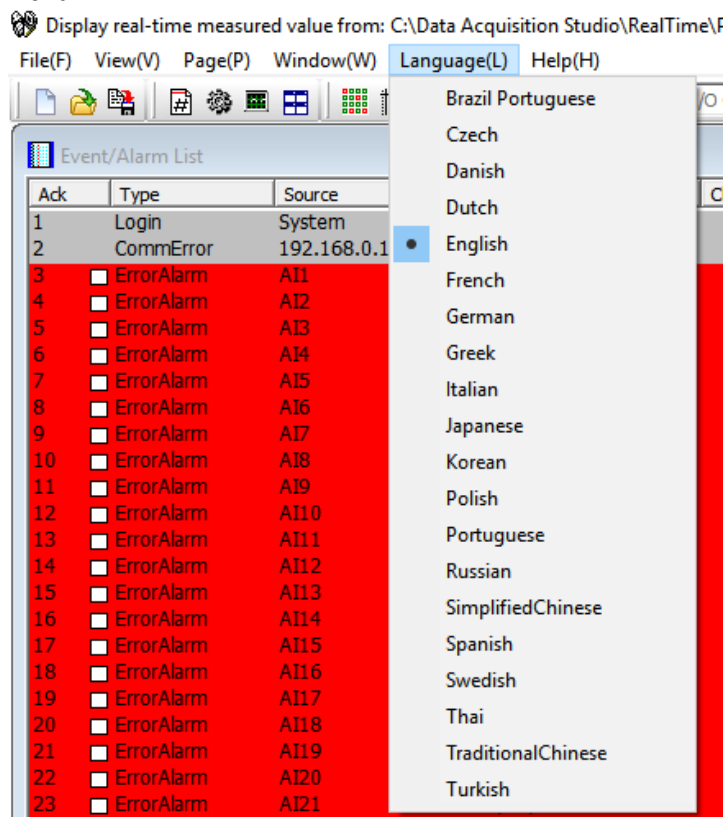 Display real-time measured value from: C:\Data Acquisition Studio\RealTime\
File(F) View(V) Page(P) Window(W) Language(L) Help(H)
Event/Alarm List
Ack Type Source
1 Login System
2 CommError 192.168.0.1
3 ErrorAlarm AI1
4 ErrorAlarm AI2
5 ErrorAlarm AI3
6 ErrorAlarm AI4
7 ErrorAlarm AI5
8 ErrorAlarm AI6
9 ErrorAlarm AI7
10 ErrorAlarm AI8
11 ErrorAlarm AI9
12 ErrorAlarm AI10
13 ErrorAlarm AI11
14 ErrorAlarm AI12
15 ErrorAlarm AI13
16 ErrorAlarm AI14
17 ErrorAlarm AI15
18 ErrorAlarm AI16
19 ErrorAlarm AI17
20 ErrorAlarm AI18
21 ErrorAlarm AI19
22 ErrorAlarm AI20
23 ErrorAlarm AI21
Brazil Portuguese
Czech
Danish
Dutch
English
French
German
Greek
Italian
Japanese
Korean
Polish
Portuguese
Russian
SimplifiedChinese
Spanish
Swedish
Thai
TraditionalChinese
Turkish